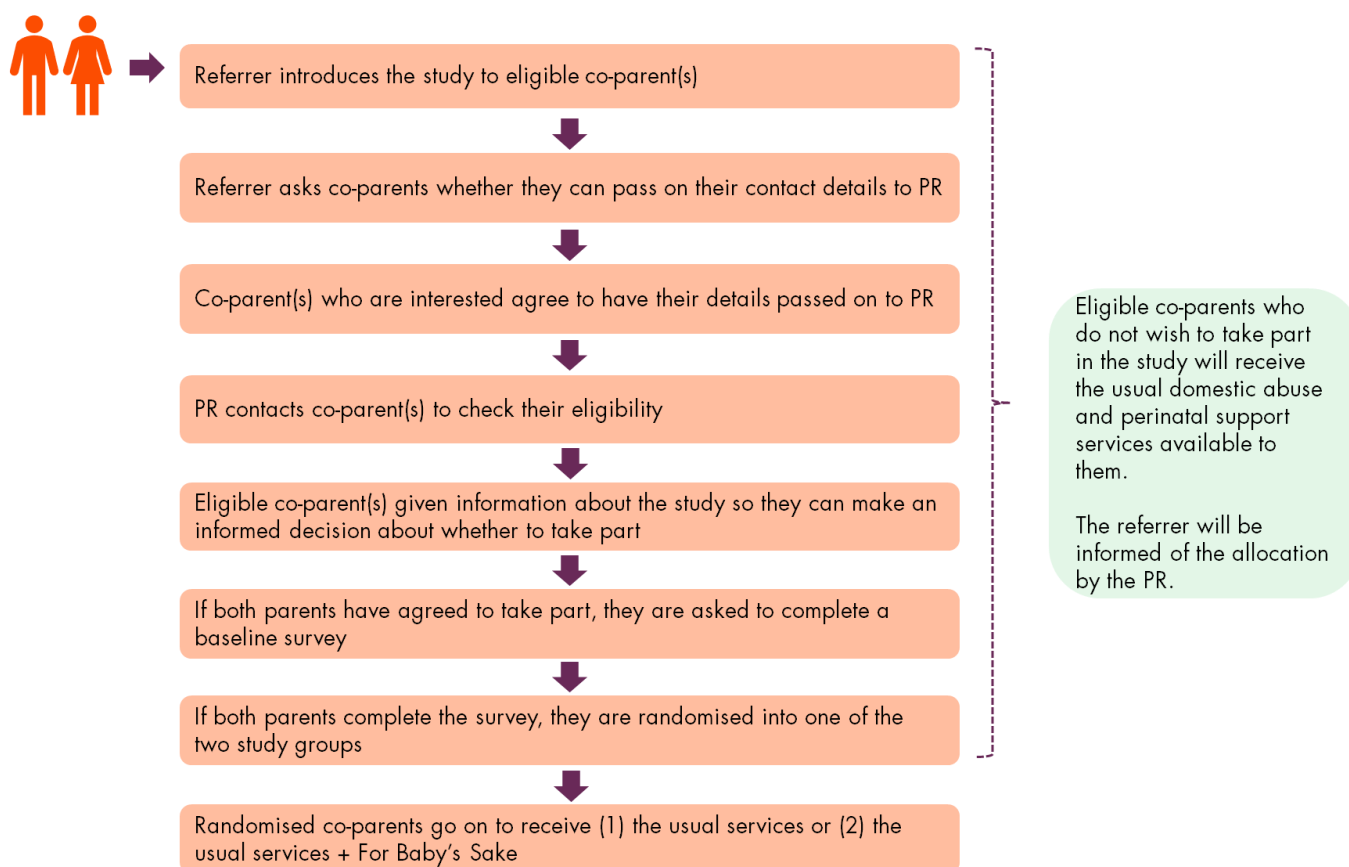 Referrer introduces the study to eligible co-parent(s)
Referrer asks co-parents whether they can pass on their contact details to PR
Co-parent(s) who are interested agree to have their details passed on to PR
PR contacts co-parent(s) to check their eligibility
Eligible co-parent(s) given information about the study so they can make an
informed decision about whether to take part
If both parents have agreed to take part, they are asked to complete a
baseline survey
If both parents complete the survey, they are randomised into one of the
two study groups
Randomised co-parents go on to receive (1) the usual services or (2) the
usual services + For Baby's Sake
Eligible co-parents who
do not wish to take part
in the study will receive
the usual domestic abuse
and perinatal support
services available to
them.
The referrer will be
informed of the allocation
by the PR.